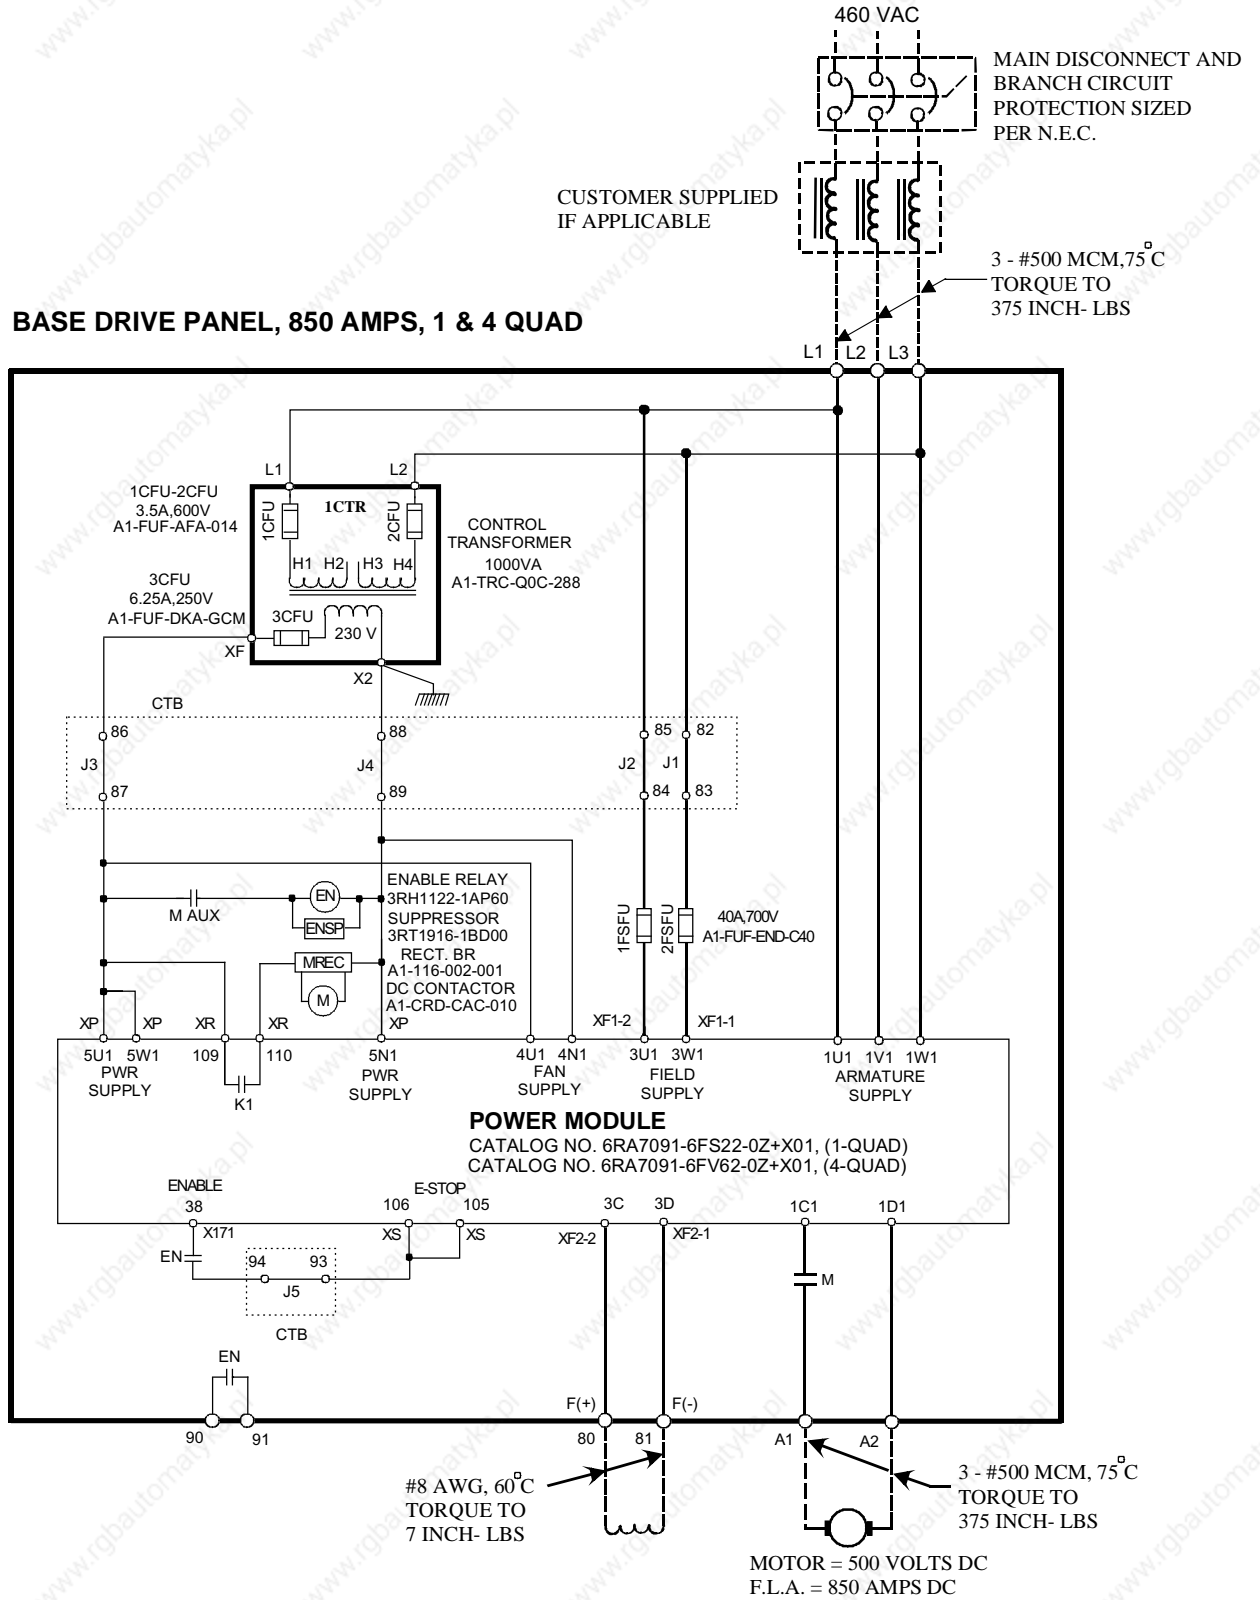 460 VAC
MAIN DISCONNECT AND
BRANCH CIRCUIT
PROTECTION SIZED
PER N.E.C.
CUSTOMER SUPPLIED
IF APPLICABLE
3 - #500 MCM,75°C
TORQUE TO
375 INCH- LBS
BASE DRIVE PANEL, 850 AMPS, 1 & 4 QUAD
L1 L2 L3
L1 L2
1CFU-2CFU
3.5A,600V
A1-FUF-AFA-014
1CFU
1CTR
2CFU
CONTROL
TRANSFORMER
1000VA
A1-TRC-Q0C-288
H1 H2 H3 H4
3CFU
6.25A,250V
A1-FUF-DKA-GCM
3CFU
230 V
XF
X2
CTB
86 88 85 82
J3 J4 J2 J1
87 89 84 83
M AUX
EN
ENSP
MREC
M
ENABLE RELAY
3RH1122-1AP60
SUPPRESSOR
3RT1916-1BD00
RECT. BR
A1-116-002-001
DC CONTACTOR
A1-CRD-CAC-010
1FSFU
2FSFU
40A,700V
A1-FUF-END-C40
XP XP XR XR XP XF1-2 XF1-1
5U1 5W1 109 110 5N1 4U1 4N1 3U1 3W1 1U1 1V1 1W1
PWR
SUPPLY
K1
PWR
SUPPLY
FAN
SUPPLY
FIELD
SUPPLY
ARMATURE
SUPPLY
POWER MODULE
CATALOG NO. 6RA7091-6FS22-0Z+X01, (1-QUAD)
CATALOG NO. 6RA7091-6FV62-0Z+X01, (4-QUAD)
ENABLE
38
E-STOP
106 105
3C 3D 1C1 1D1
X171 XS XS XF2-2 XF2-1
EN
94 93
J5
CTB
M
EN
90 91
F(+) F(-)
80 81
A1 A2
#8 AWG, 60°C
TORQUE TO
7 INCH- LBS
3 - #500 MCM, 75°C
TORQUE TO
375 INCH- LBS
MOTOR = 500 VOLTS DC
F.L.A. = 850 AMPS DC
www.rgbautomatyka.pl